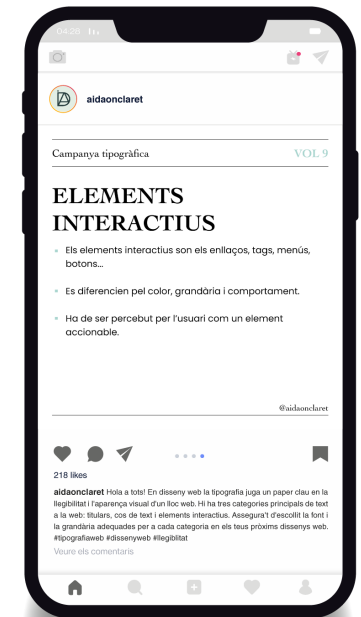 04:26
aidaonclaret
Campanya tipogràfica
VOL 9
ELEMENTS
INTERACTIUS
Els elements interactius son els enllaços, tags, menús,
botons...
Es diferencien pel color, grandària i comportament.
Ha de ser percebut per l'usuari com un element
accionable.
@aidaonclaret
218 likes
aidaonclaret Hola a tots! En disseny web la tipografia juga un paper clau en la
llegibilitat i l'aparença visual d'un lloc web. Hi ha tres categories principals de text
a la web: titulars, cos de text i elements interactius. Assegura't d'escollit la font i
la grandària adequades per a cada categoria en els teus pròxims dissenys web.
#tipografiaweb #dissenyweb #llegiblitat
Veure els comentaris